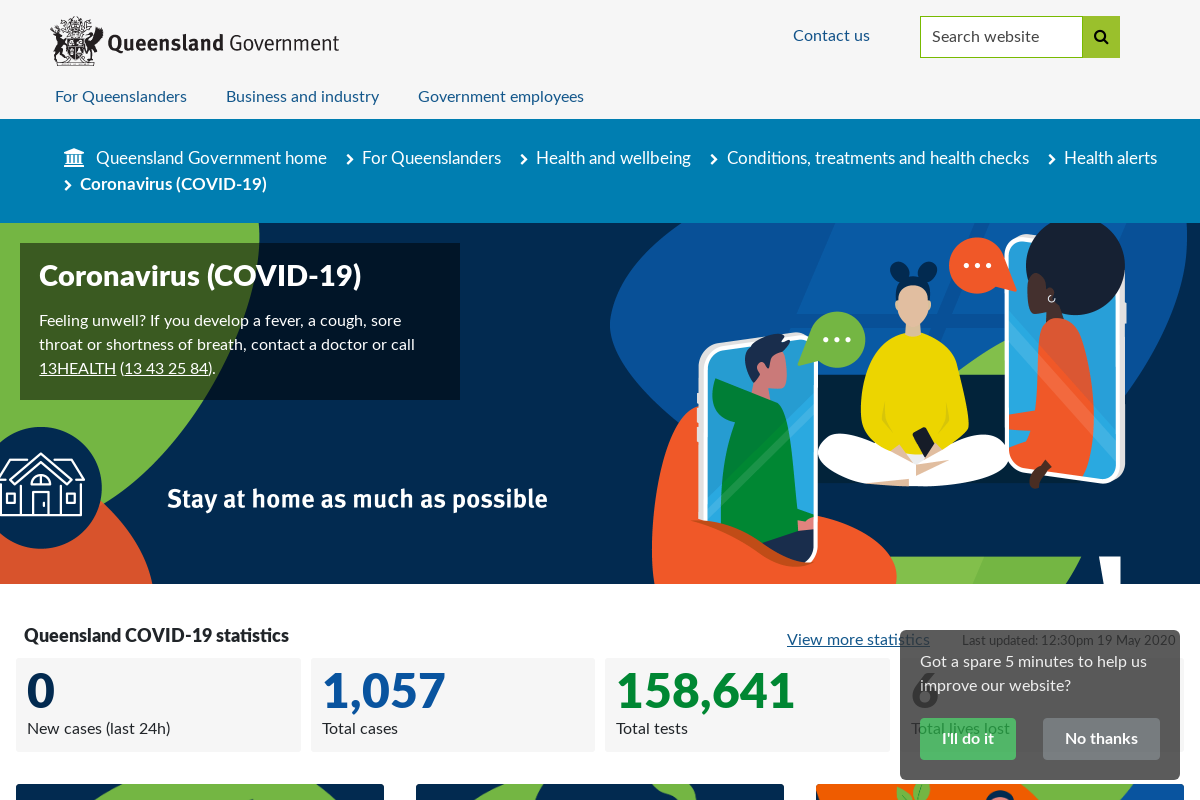 Queensland Government
Contact us
Search website
For Queenslanders
Business and industry
Government employees
Queensland Government home
For Queenslanders
Health and wellbeing
Conditions, treatments and health checks
Health alerts
Coronavirus (COVID-19)
Coronavirus (COVID-19)
Feeling unwell? If you develop a fever, a cough, sore
throat or shortness of breath, contact a doctor or call
13HEALTH (13 43 25 84).
Stay at home as much as possible
Queensland COVID-19 statistics
View more statistics
Last updated: 12:30pm 19 May 2020
0
New cases (last 24h)
1,057
Total cases
158,641
Total tests
6
Total lives lost
Got a spare 5 minutes to help us
improve our website?
I'll do it
No thanks